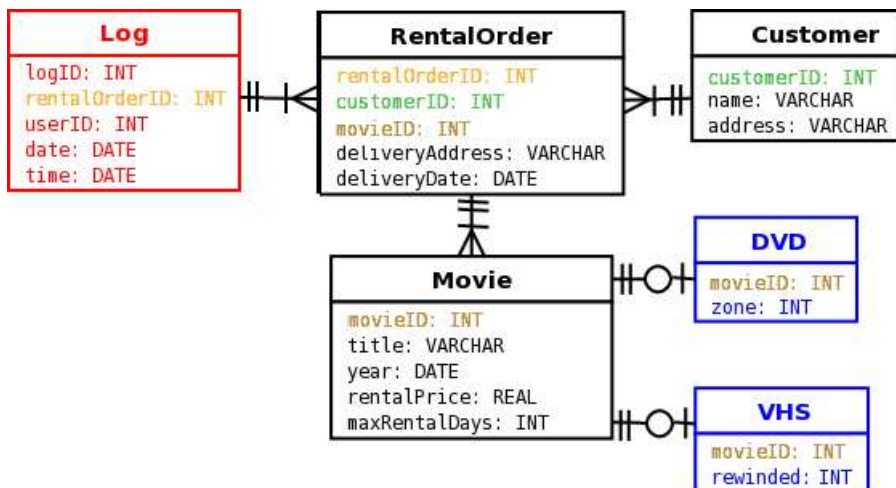 Log
logID: INT
rentalOrderID: INT
userID: INT
date: DATE
time: DATE
RentalOrder
rentalOrderID: INT
customerID: INT
movieID: INT
deliveryAddress: VARCHAR
deliveryDate: DATE
Customer
customerID: INT
name: VARCHAR
address: VARCHAR
Movie
movieID: INT
title: VARCHAR
year: DATE
rentalPrice: REAL
maxRentalDays: INT
DVD
movieID: INT
zone: INT
VHS
movieID: INT
rewinded: INT